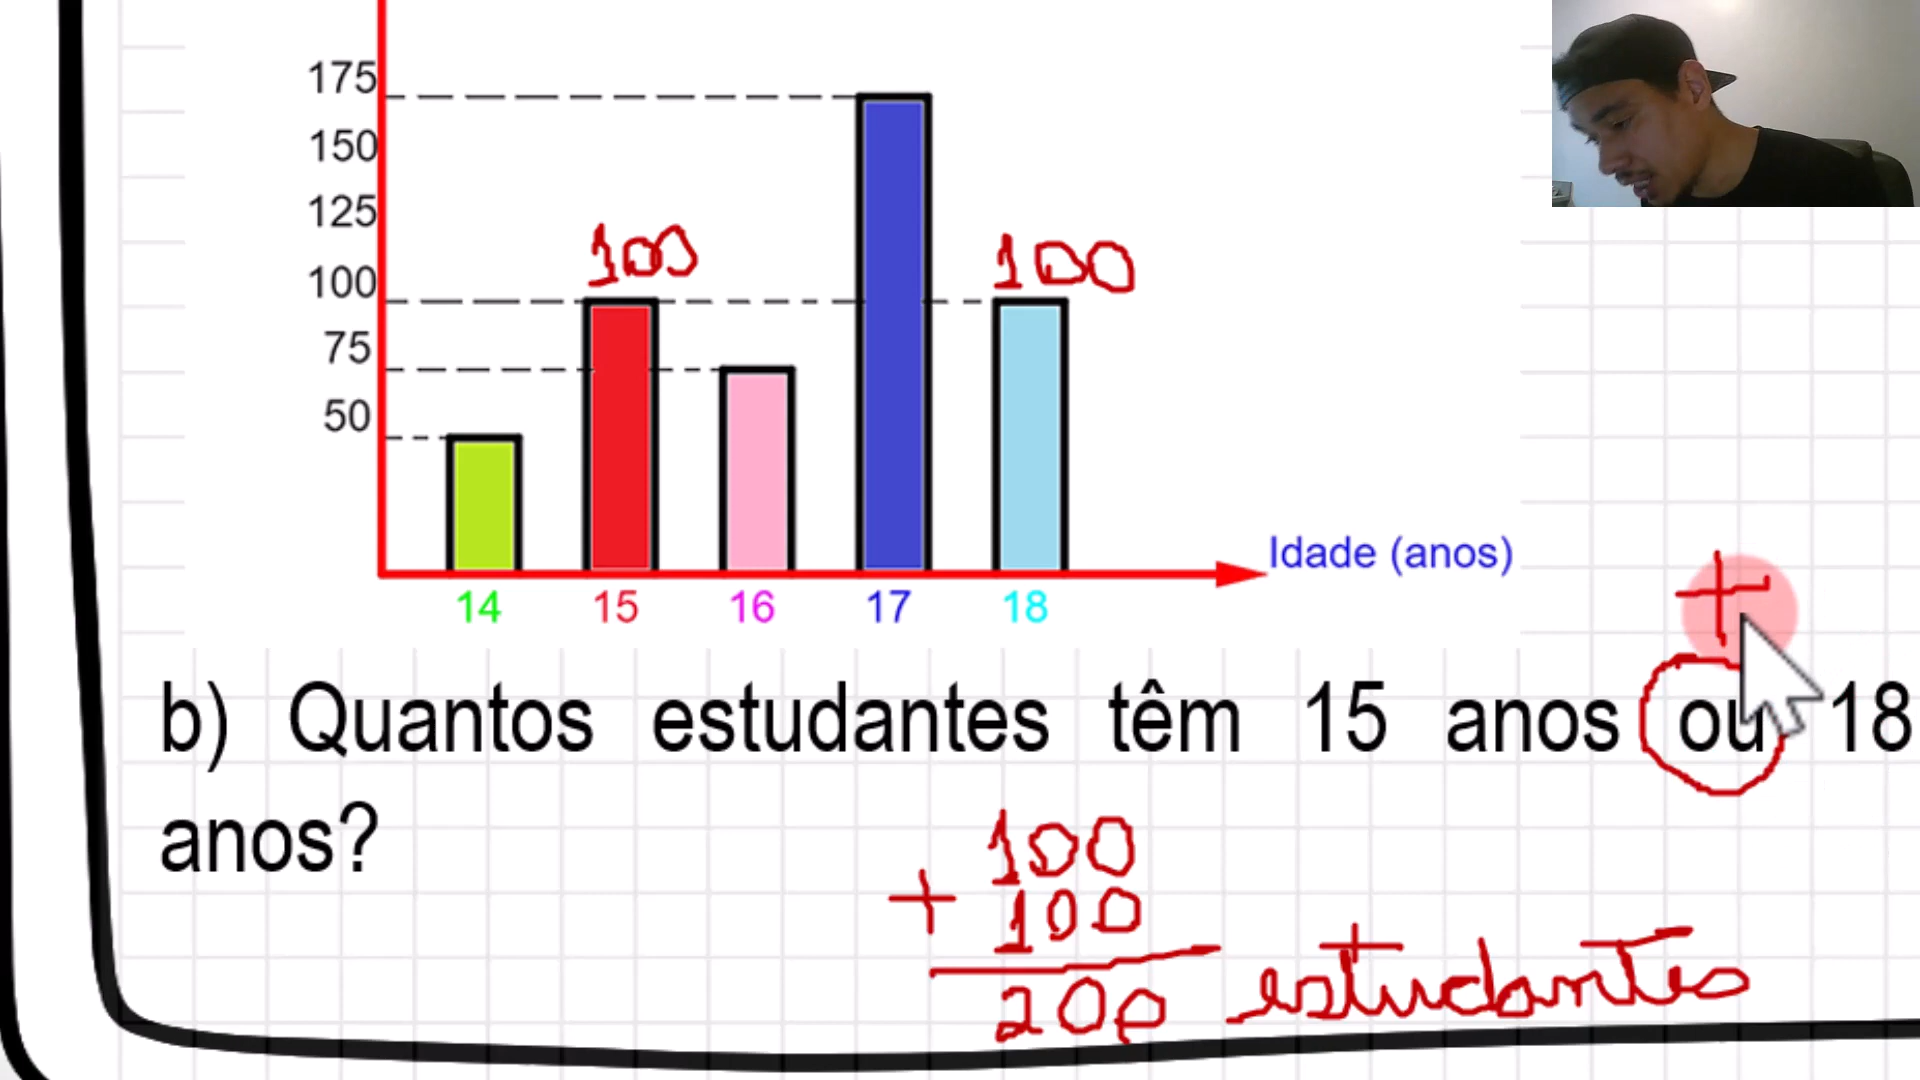 175
150
125
100
75
50
100
100
Idade (anos)
14 15 16 17 18
+
b) Quantos estudantes têm 15 anos ou 18
anos?
100
+ 100
200 estudantes